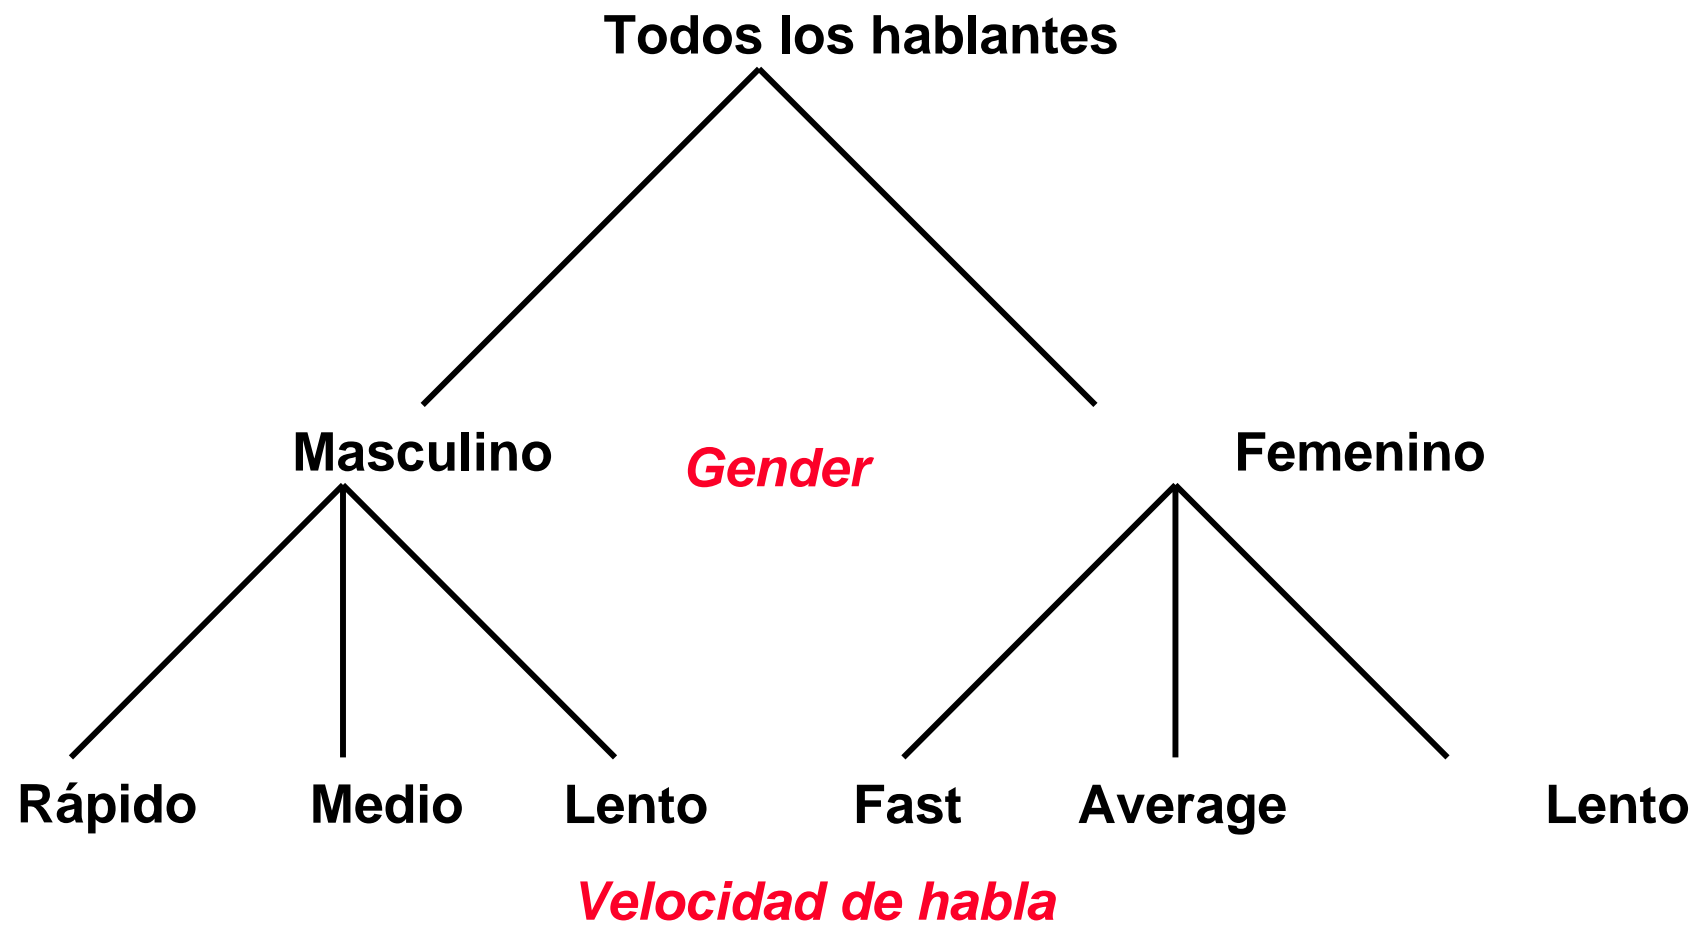 Todos los hablantes
Masculino Gender Femenino
Rápido Medio Lento Fast Average Lento
Velocidad de habla